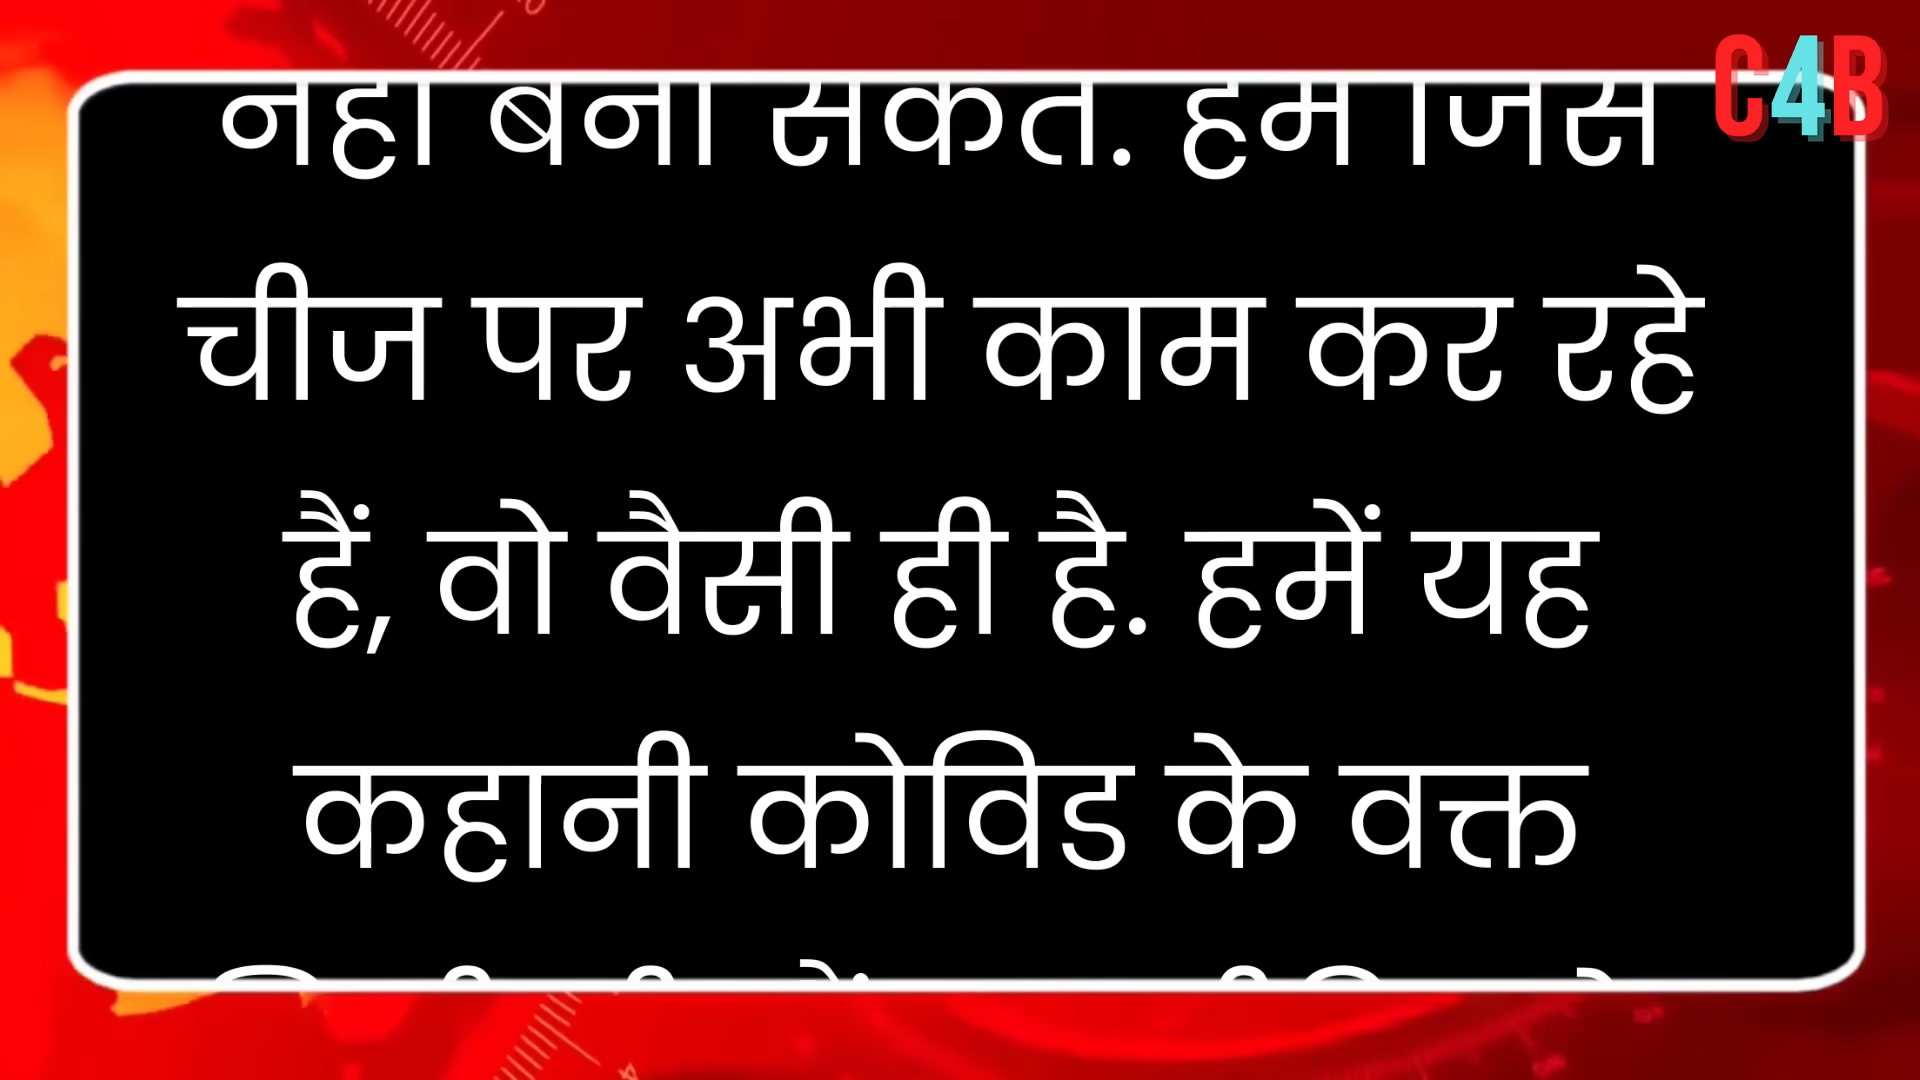 C4B
नहीं बना सकते. हम जिस
चीज पर अभी काम कर रहे
हैं, वो वैसी ही है. हमें यह
कहानी कोविड के वक्त